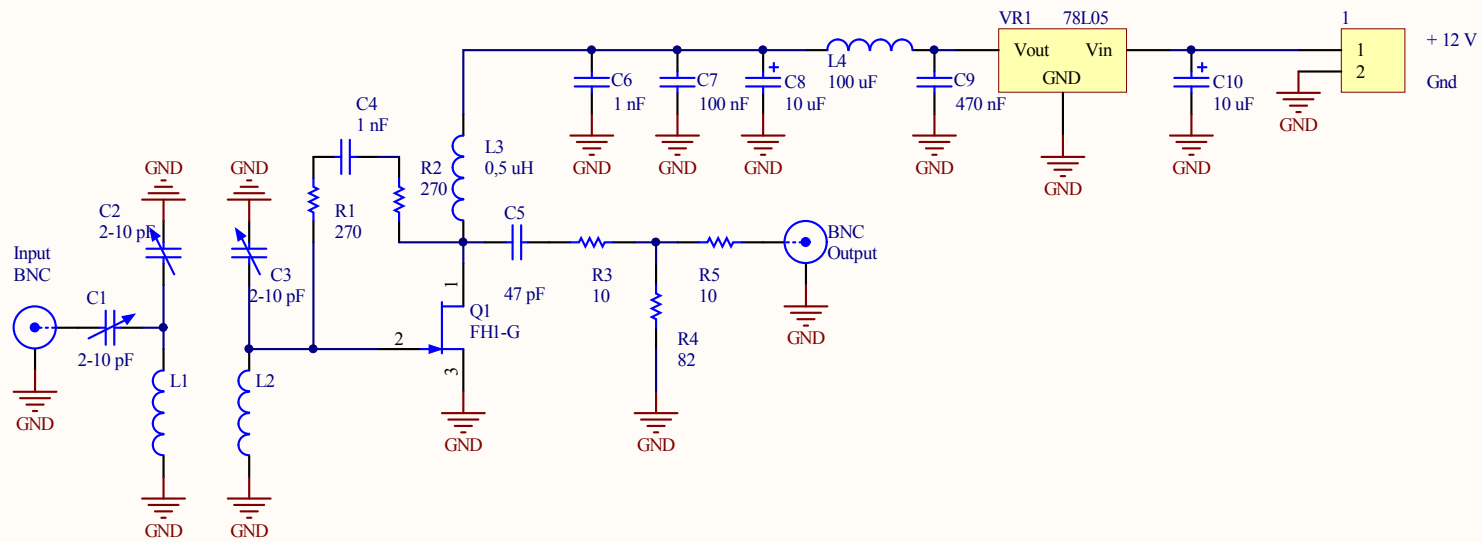 VR1
78L05
1
Vout
Vin
GND
1
2
+ 12 V
Gnd
L4
100 uF
C6
1 nF
C7
100 nF
C8
10 uF
C9
470 nF
C10
10 uF
+
+
GND
GND
GND
GND
GND
GND
GND
C4
1 nF
L3
0,5 uH
R2
270
R1
270
GND
GND
C2
2-10 pF
C3
2-10 pF
Input
BNC
C1
2-10 pF
C5
47 pF
R3
10
R5
10
BNC
Output
GND
1
Q1
FH1-G
2
3
R4
82
L1
L2
GND
GND
GND
GND
GND